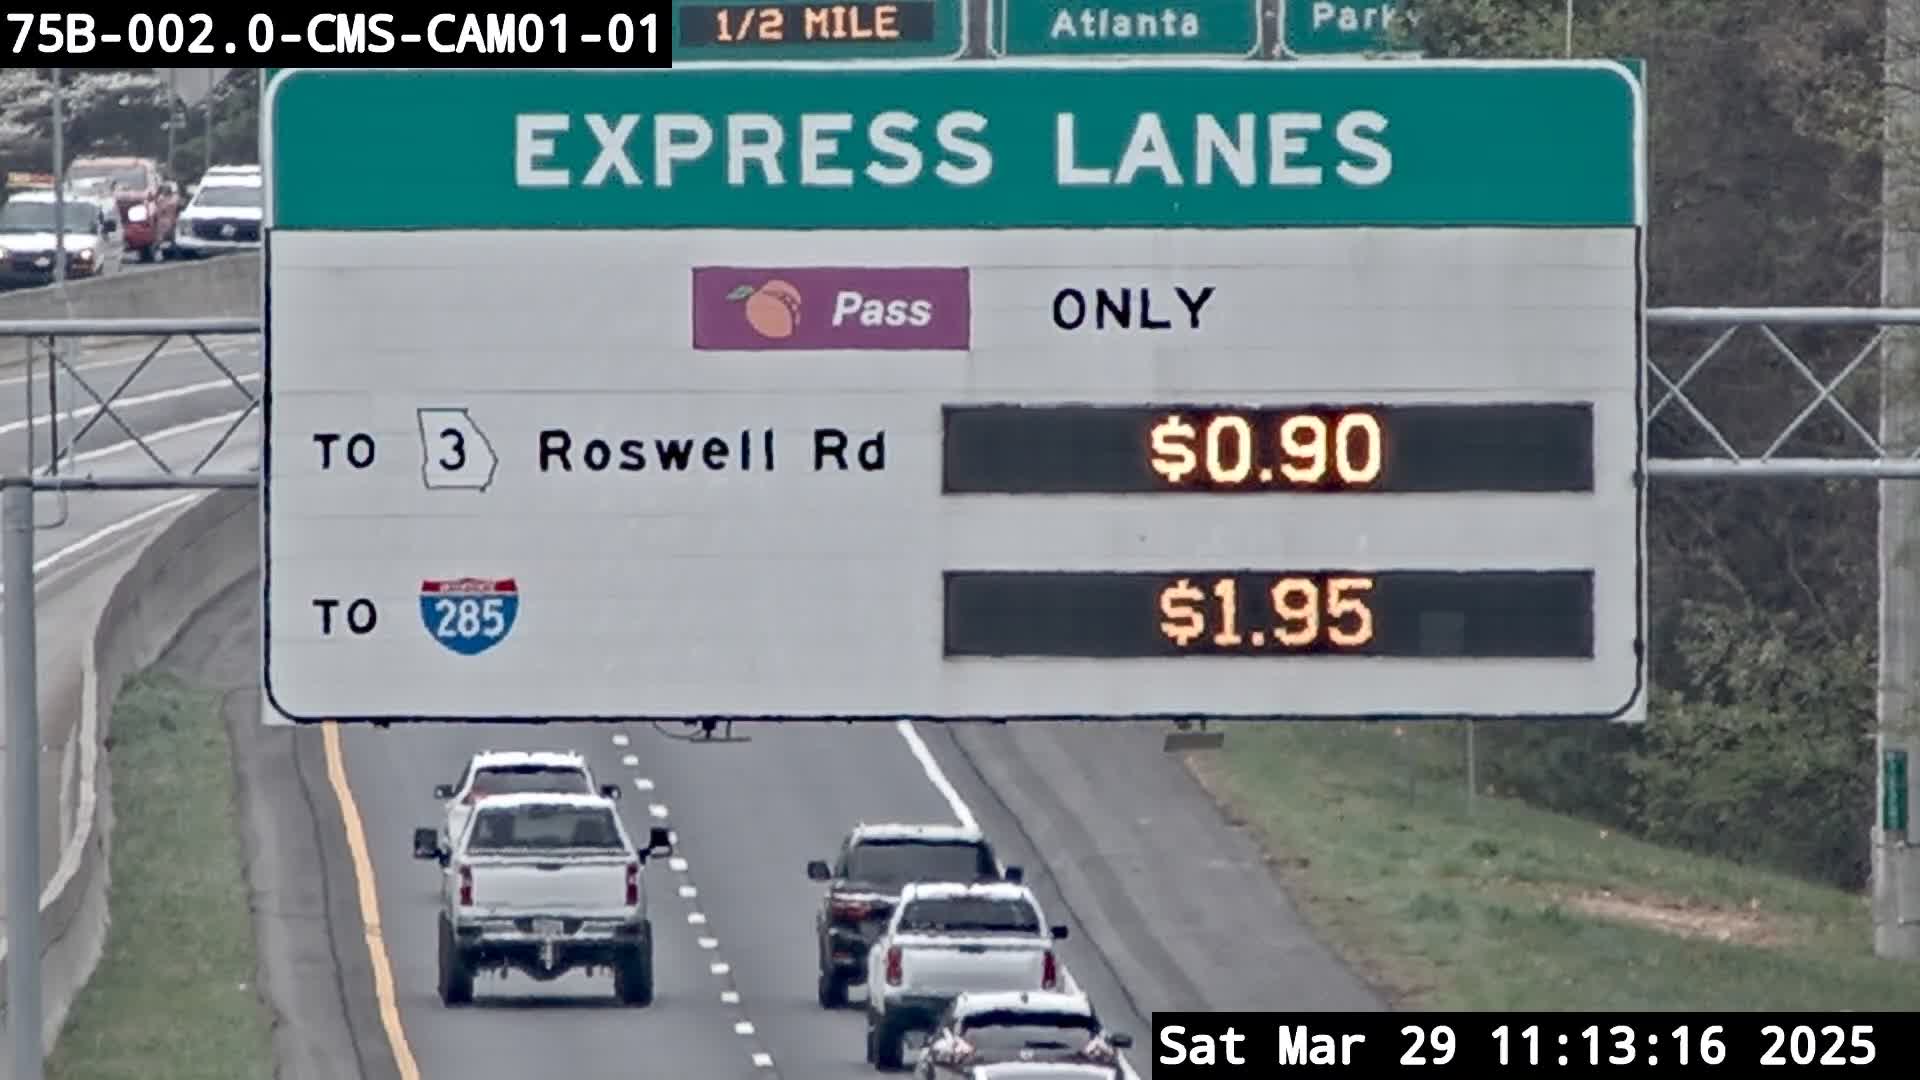 75B-002.0-CMS-CAM01-01
1/2 MILE
Atlanta
EXPRESS LANES
Pass ONLY
TO 3 Roswell Rd $0.90
TO 285 $1.95
Sat Mar 29 11:13:16 2025